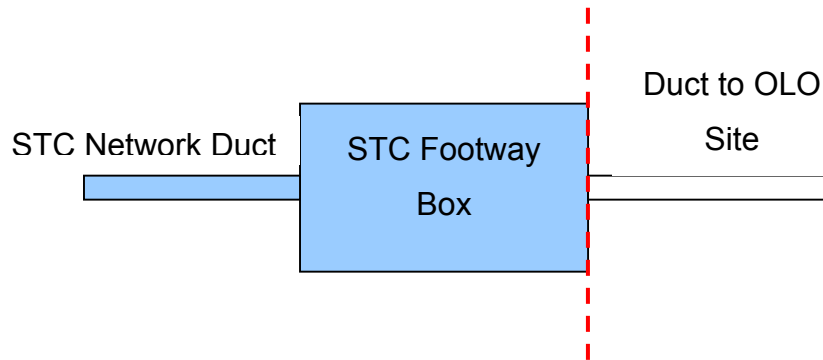 STC Network Duct
STC Footway
Box
Duct to OLO
Site